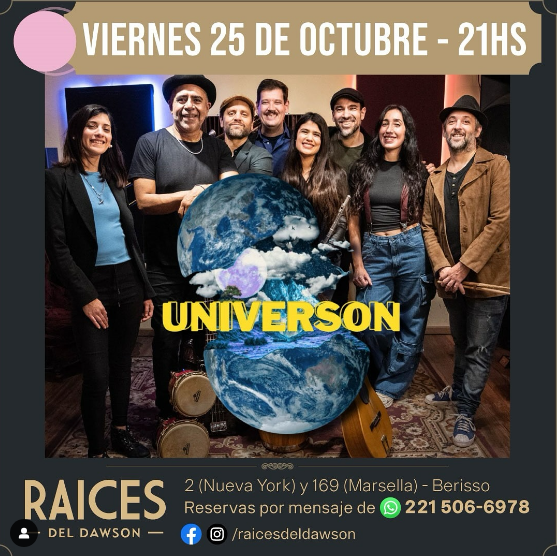 VIERNES 25 DE OCTUBRE - 21HS
UNIVERSON
RAICES
DEL DAWSON
2 (Nueva York) y 169 (Marsella) - Berisso
Reservas por mensaje de 221 506-6978
/raicesdeldawson